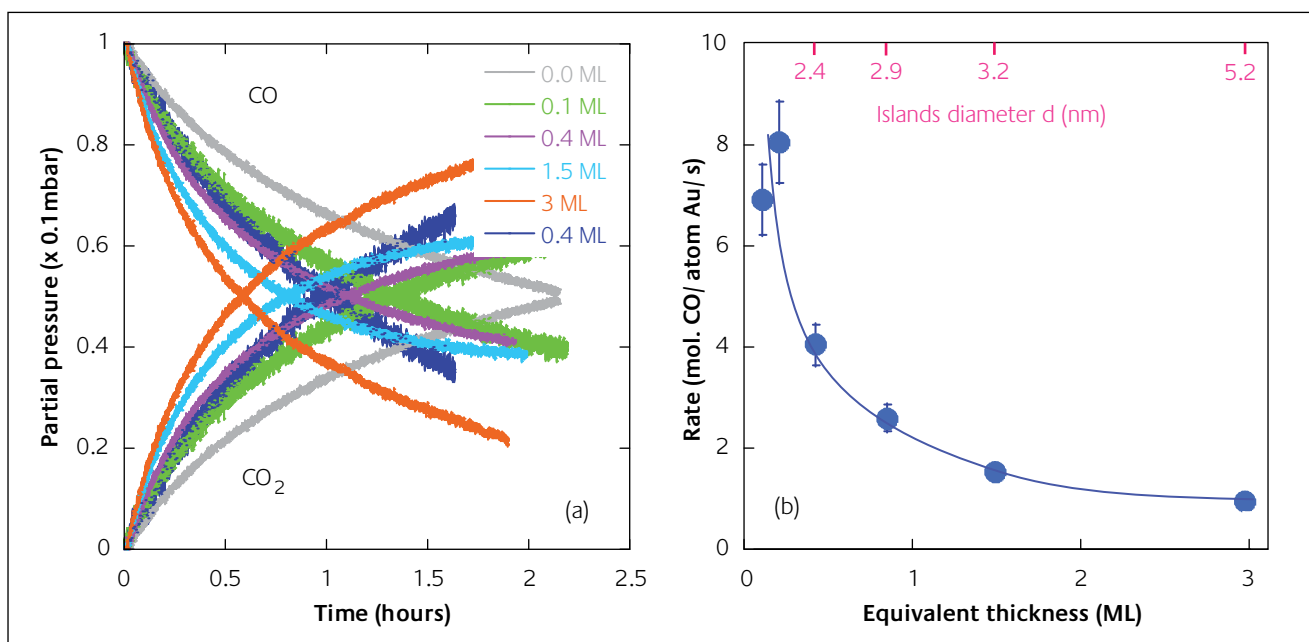 1
0.8
0.6
0.4
0.2
0
Partial pressure (x 0.1mbar)
CO
0.0 ML
0.1 ML
0.4 ML
1.5 ML
3 ML
0.4 ML
CO2
(a)
0 0.5 1 1.5 2 2.5
Time (hours)
10
8
6
4
2
0
Rate (mol. CO/ atom Au/ s)
2.4 2.9 3.2 5.2
Islands diameter d (nm)
(b)
0 1 2 3
Equivalent thickness (ML)